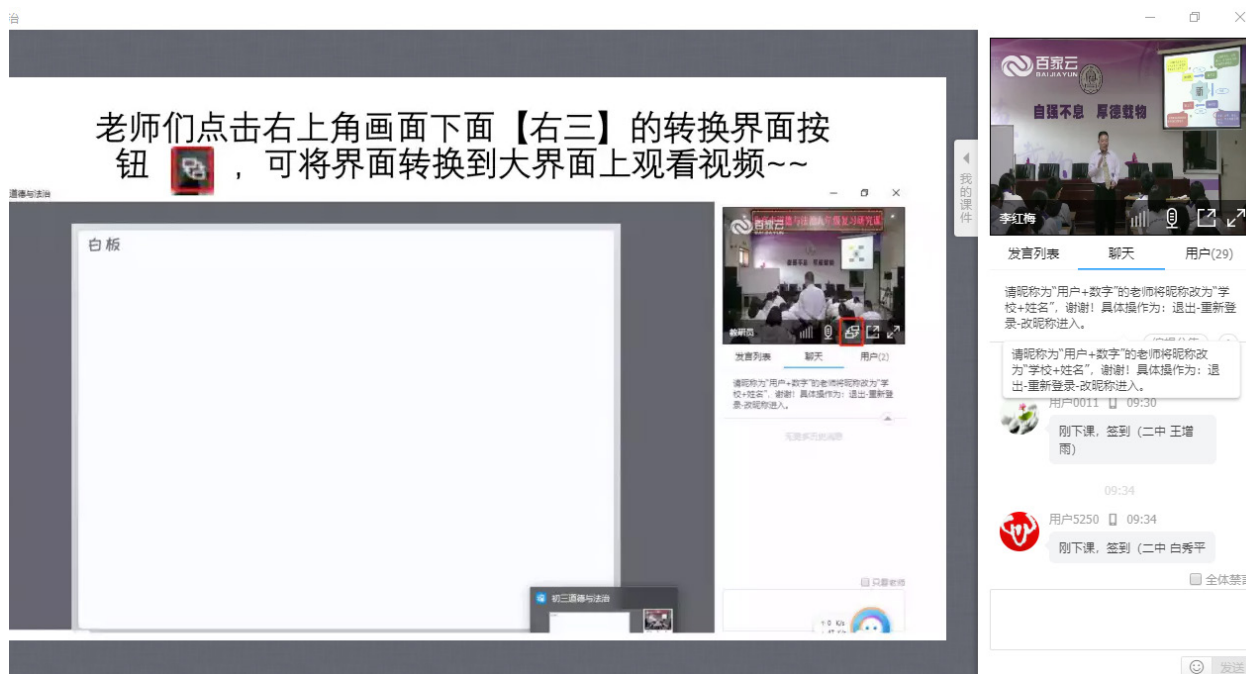 治
老师们点击右上角画面下面【右三】的转换界面按
钮 ，可将界面转换到大界面上观看视频~~
道德与法治
白板
百家云
教研员
发言列表 聊天 用户(2)
请昵称为“用户+数字”的老师将昵称改为“学
校+姓名”，谢谢！具体操作为：退出-重新登
录-改昵称进入。
只看老师
初三道德与法治
我的课件
百家云
BAIJIAYUN
自强不息 厚德载物
李红梅
发言列表 聊天 用户(29)
请昵称为“用户+数字”的老师将昵称改为“学
校+姓名”，谢谢！具体操作为：退出-重新登
录-改昵称进入。
请昵称为“用户+数字”的老师将昵称改
为“学校+姓名”，谢谢！具体操作为：退
出-重新登录-改昵称进入。
用户0011 09:30
刚下课，签到（二中 王增
雨）
09:34
用户5250 09:34
刚下课，签到（二中 白秀平
全体禁言
发送